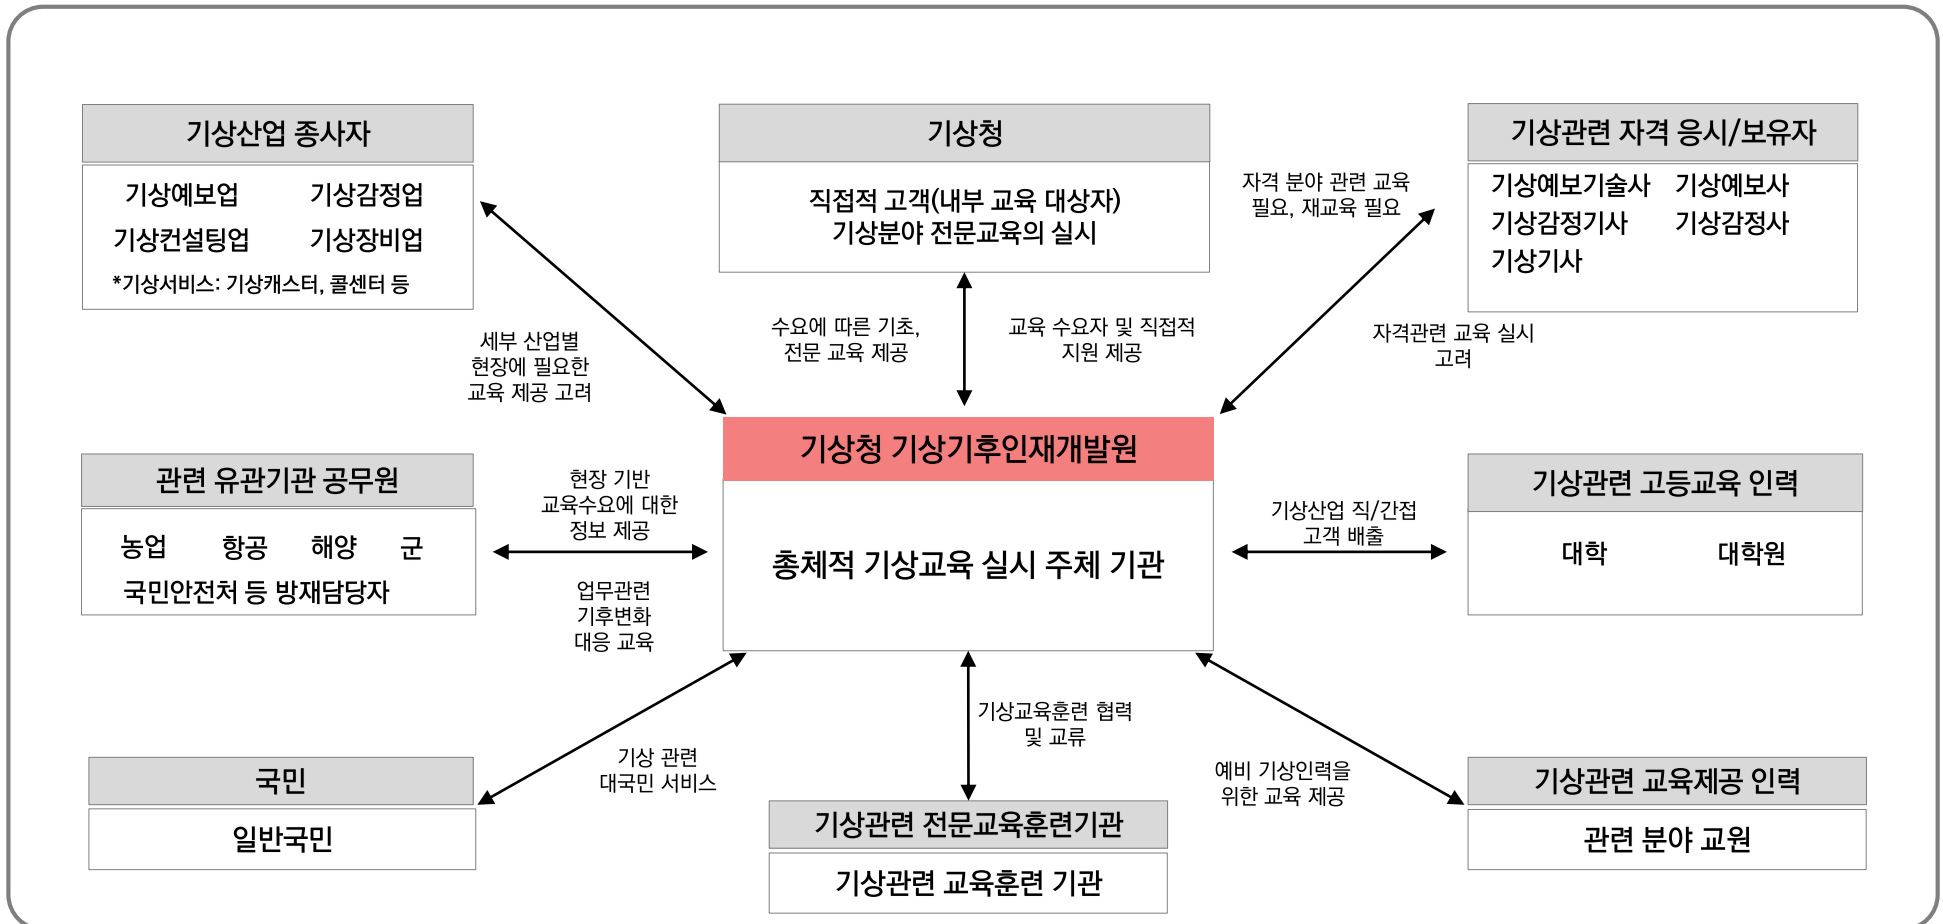 기상산업 종사자
기상예보업 기상감정업
기상컨설팅업 기상장비업
*기상서비스: 기상캐스터, 콜센터 등
기상청
직접적 고객(내부 교육 대상자)
기상분야 전문교육의 실시
기상관련 자격 응시/보유자
기상예보기술사 기상예보사
기상감정기사 기상감정사
기상기사
자격 분야 관련 교육
필요, 재교육 필요
세부 산업별
현장에 필요한
교육 제공 고려
수요에 따른 기초,
전문 교육 제공
교육 수요자 및 직접적
지원 제공
자격관련 교육 실시
고려
기상청 기상기후인재개발원
총체적 기상교육 실시 주체 기관
관련 유관기관 공무원
농업 항공 해양 군
국민안전처 등 방재담당자
현장 기반
교육수요에 대한
정보 제공
업무관련
기후변화
대응 교육
기상산업 직/간접
고객 배출
기상관련 고등교육 인력
대학 대학원
국민
일반국민
기상 관련
대국민 서비스
기상교육훈련 협력
및 교류
기상관련 전문교육훈련기관
기상관련 교육훈련 기관
예비 기상인력을
위한 교육 제공
기상관련 교육제공 인력
관련 분야 교원